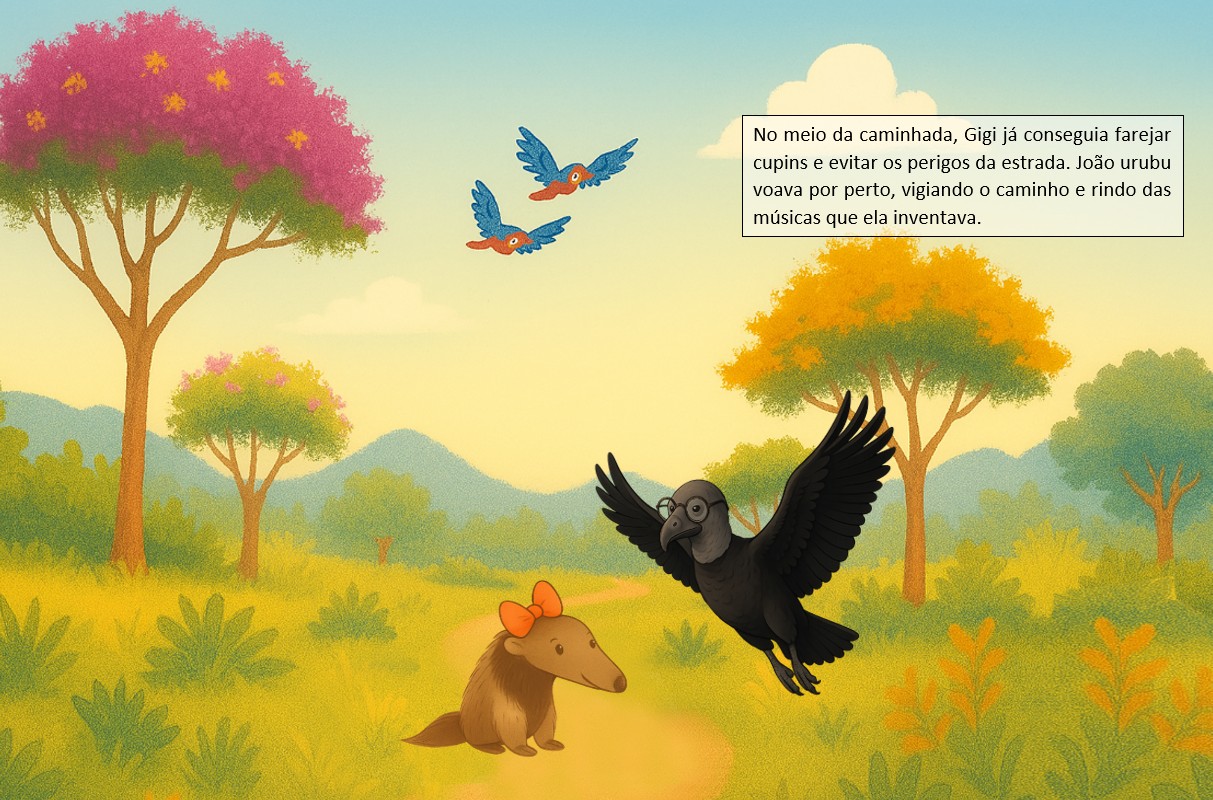 No meio da caminhada, Gigi já conseguia farejar
cupins e evitar os perigos da estrada. João urubu
voava por perto, vigiando o caminho e rindo das
músicas que ela inventava.